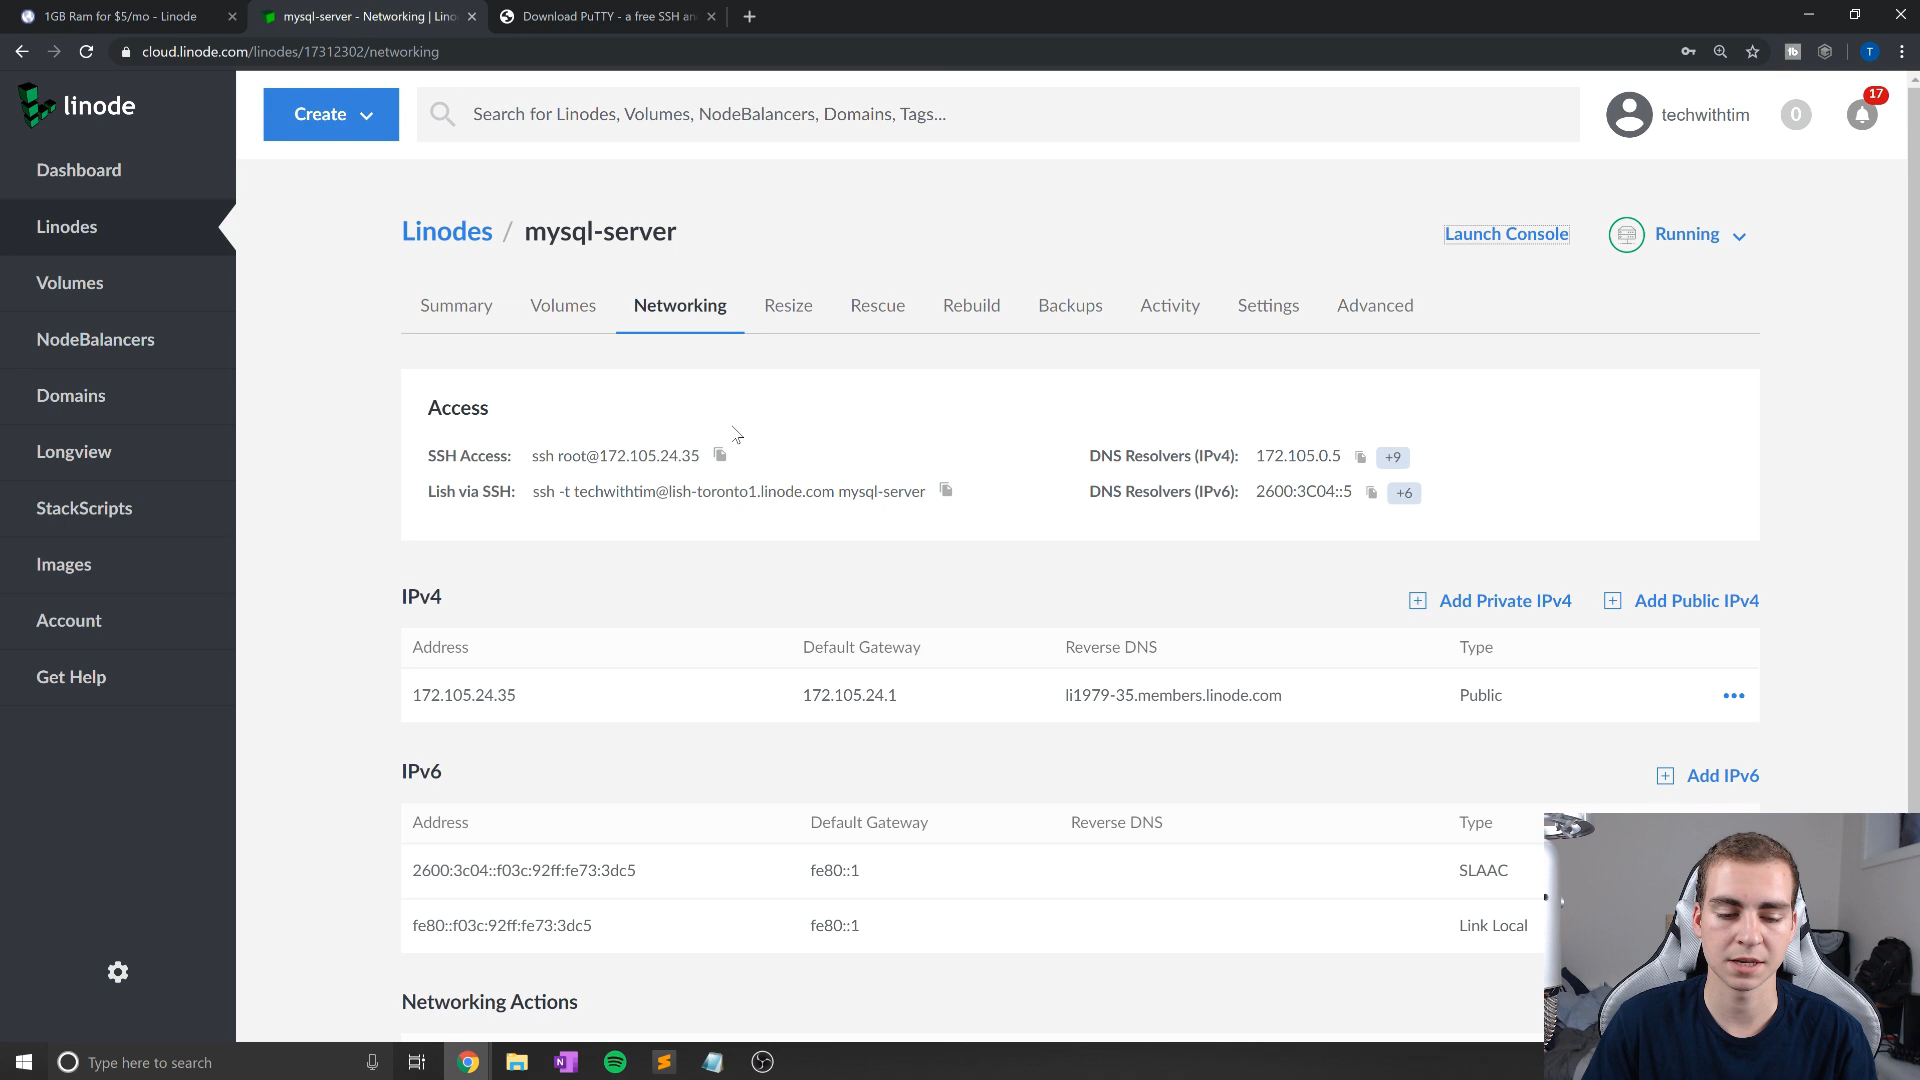 1GB Ram for $5/mo - Linode
mysql-server - Networking | Lino
Download PuTTY - a free SSH an
cloud.linode.com/linodes/17312302/networking
T
linode
Create
Search for Linodes, Volumes, NodeBalancers, Domains, Tags...
techwithtim
0
17
Dashboard
Linodes
Volumes
NodeBalancers
Domains
Longview
StackScripts
Images
Account
Get Help
Linodes / mysql-server
Launch Console
Running
Summary Volumes Networking Resize Rescue Rebuild Backups Activity Settings Advanced
Access
SSH Access: ssh root@172.105.24.35
DNS Resolvers (IPv4): 172.105.0.5 +9
Lish via SSH: ssh -t techwithtim@lish-toronto1.linode.com mysql-server
DNS Resolvers (IPv6): 2600:3C04::5 +6
IPv4
Add Private IPv4
Add Public IPv4
Address Default Gateway Reverse DNS Type
172.105.24.35 172.105.24.1 li1979-35.members.linode.com Public
IPv6
Add IPv6
Address Default Gateway Reverse DNS Type
2600:3c04::f03c:92ff:fe73:3dc5 fe80::1 SLAAC
fe80::f03c:92ff:fe73:3dc5 fe80::1 Link Local
Networking Actions
Type here to search